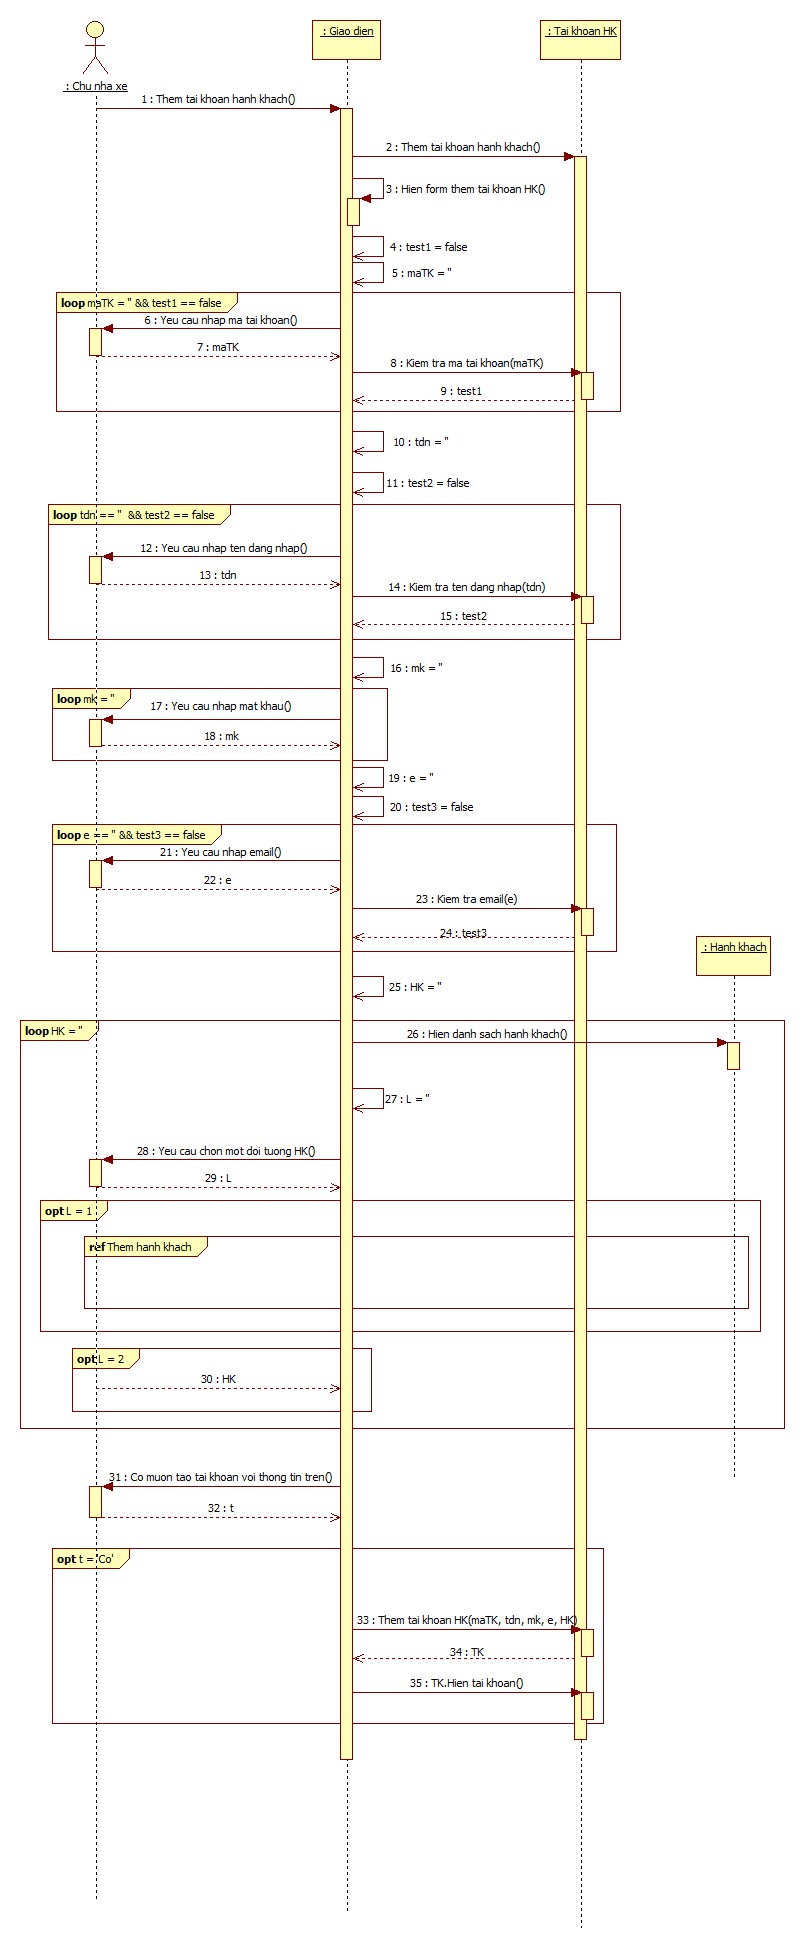 : Giao dien
: Tai khoan HK
: Chu nha xe
1 : Them tai khoan hanh khach()
2 : Them tai khoan hanh khach()
3 : Hien form them tai khoan HK()
4 : test1 = false
5 : maTK = ''
loop maTK = '' && test1 == false
6 : Yeu cau nhap ma tai khoan()
7 : maTK
8 : Kiem tra ma tai khoan(maTK)
9 : test1
10 : tdn = ''
11 : test2 = false
loop tdn == '' && test2 == false
12 : Yeu cau nhap ten dang nhap()
13 : tdn
14 : Kiem tra ten dang nhap(tdn)
15 : test2
16 : mk = ''
loop mk = ''
17 : Yeu cau nhap mat khau()
18 : mk
19 : e = ''
20 : test3 = false
loop e == '' && test3 == false
21 : Yeu cau nhap email()
22 : e
23 : Kiem tra email(e)
24 : test3
: Hanh khach
25 : HK = ''
loop HK = ''
26 : Hien danh sach hanh khach()
27 : L = ''
28 : Yeu cau chon mot doi tuong HK()
29 : L
opt L = 1
ref Them hanh khach
opt L = 2
30 : HK
31 : Co muon tao tai khoan voi thong tin tren()
32 : t
opt t = 'Co'
33 : Them tai khoan HK(maTK, tdn, mk, e, HK)
34 : TK
35 : TK.Hien tai khoan()